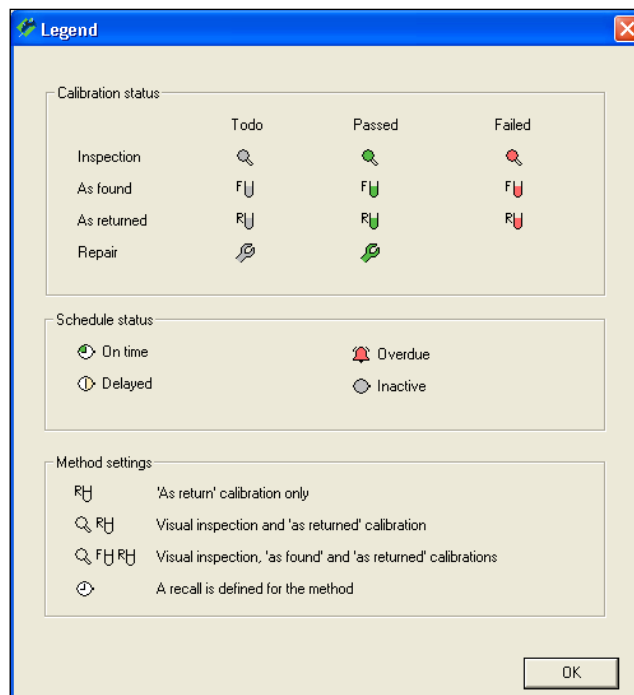 Legend
Calibration status
Todo Passed Failed
Inspection
As found F F F
As returned R R R
Repair
Schedule status
On time Overdue
Delayed Inactive
Method settings
R 'As return' calibration only
R Visual inspection and 'as returned' calibration
F R Visual inspection, 'as found' and 'as returned' calibrations
A recall is defined for the method
OK